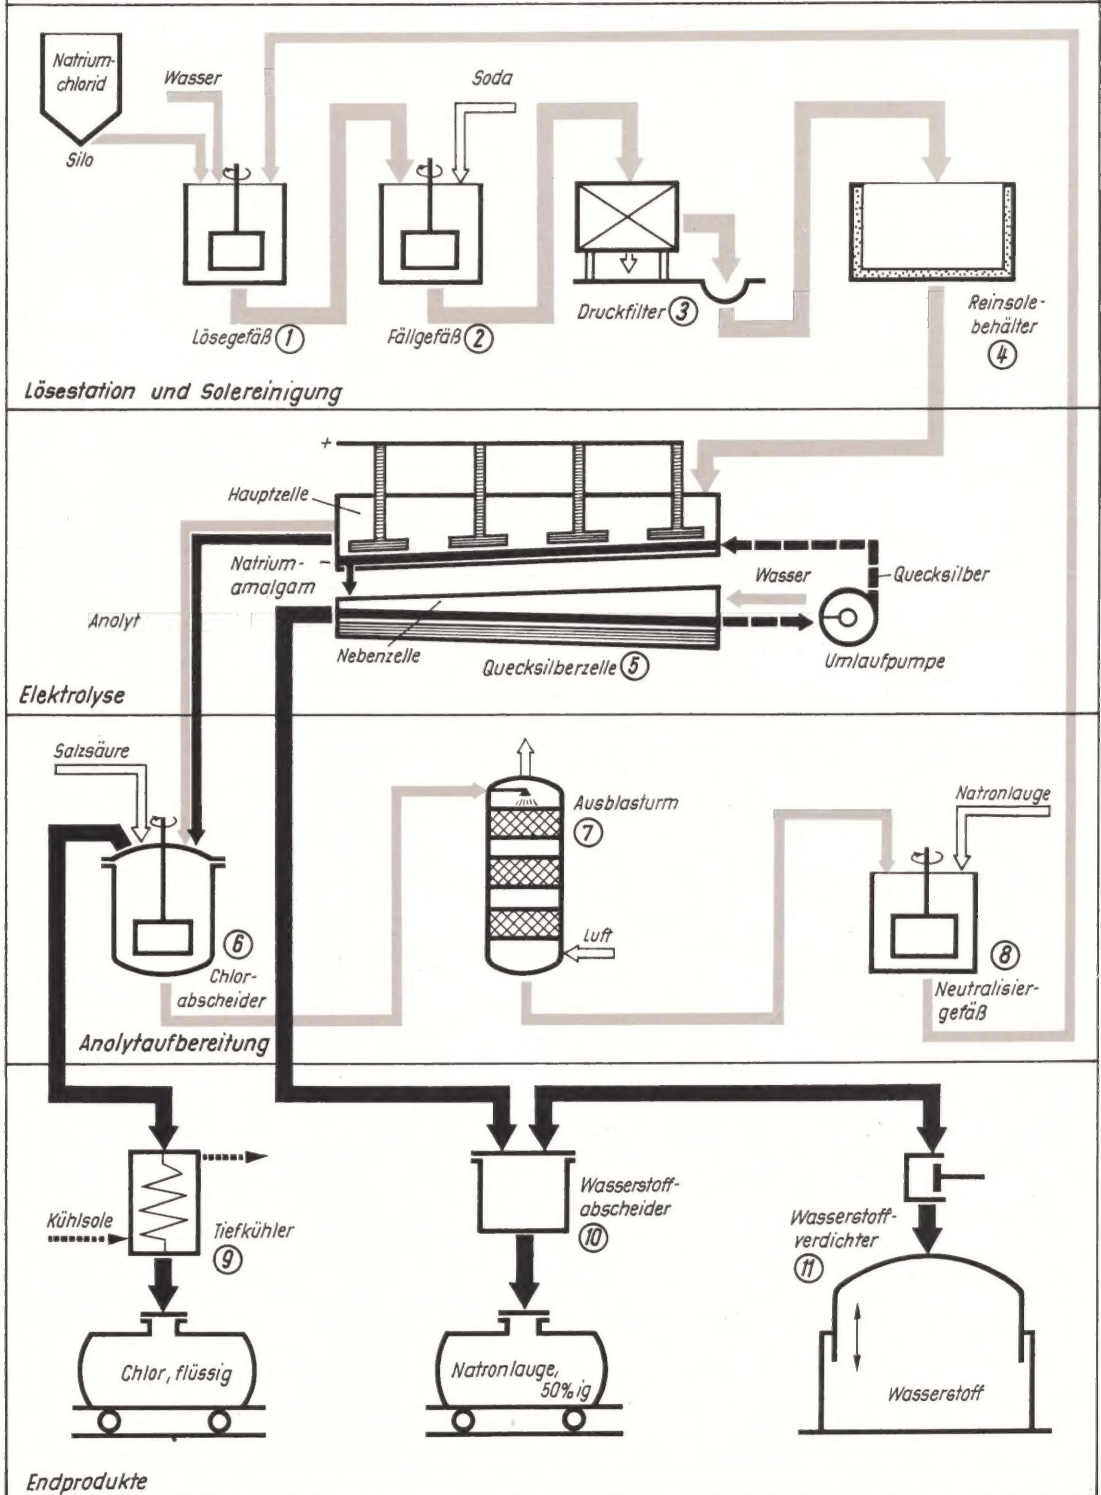 Natrium-
chlorid
Silo
Wasser
Soda
Lösegefäß 1
Fällgefäß 2
Druckfilter 3
Reinsole-
behälter
4
Lösestation und Solereinigung
+
Hauptzelle
Natrium-
amalgam
-
Analyt
Nebenzelle
Quecksilberzelle 5
Wasser
Quecksilber
Umlaufpumpe
Elektrolyse
Salzsäure
6
Chlor-
abscheider
Ausblasturm
7
Luft
Natronlauge
8
Neutralisier-
gefäß
Anolytaufbereitung
Kühlsole
Tiefkühler
9
Chlor, flüssig
Wasserstoff-
abscheider
10
Natronlauge,
50%ig
Wasserstoff-
verdichter
11
Wasserstoff
Endprodukte